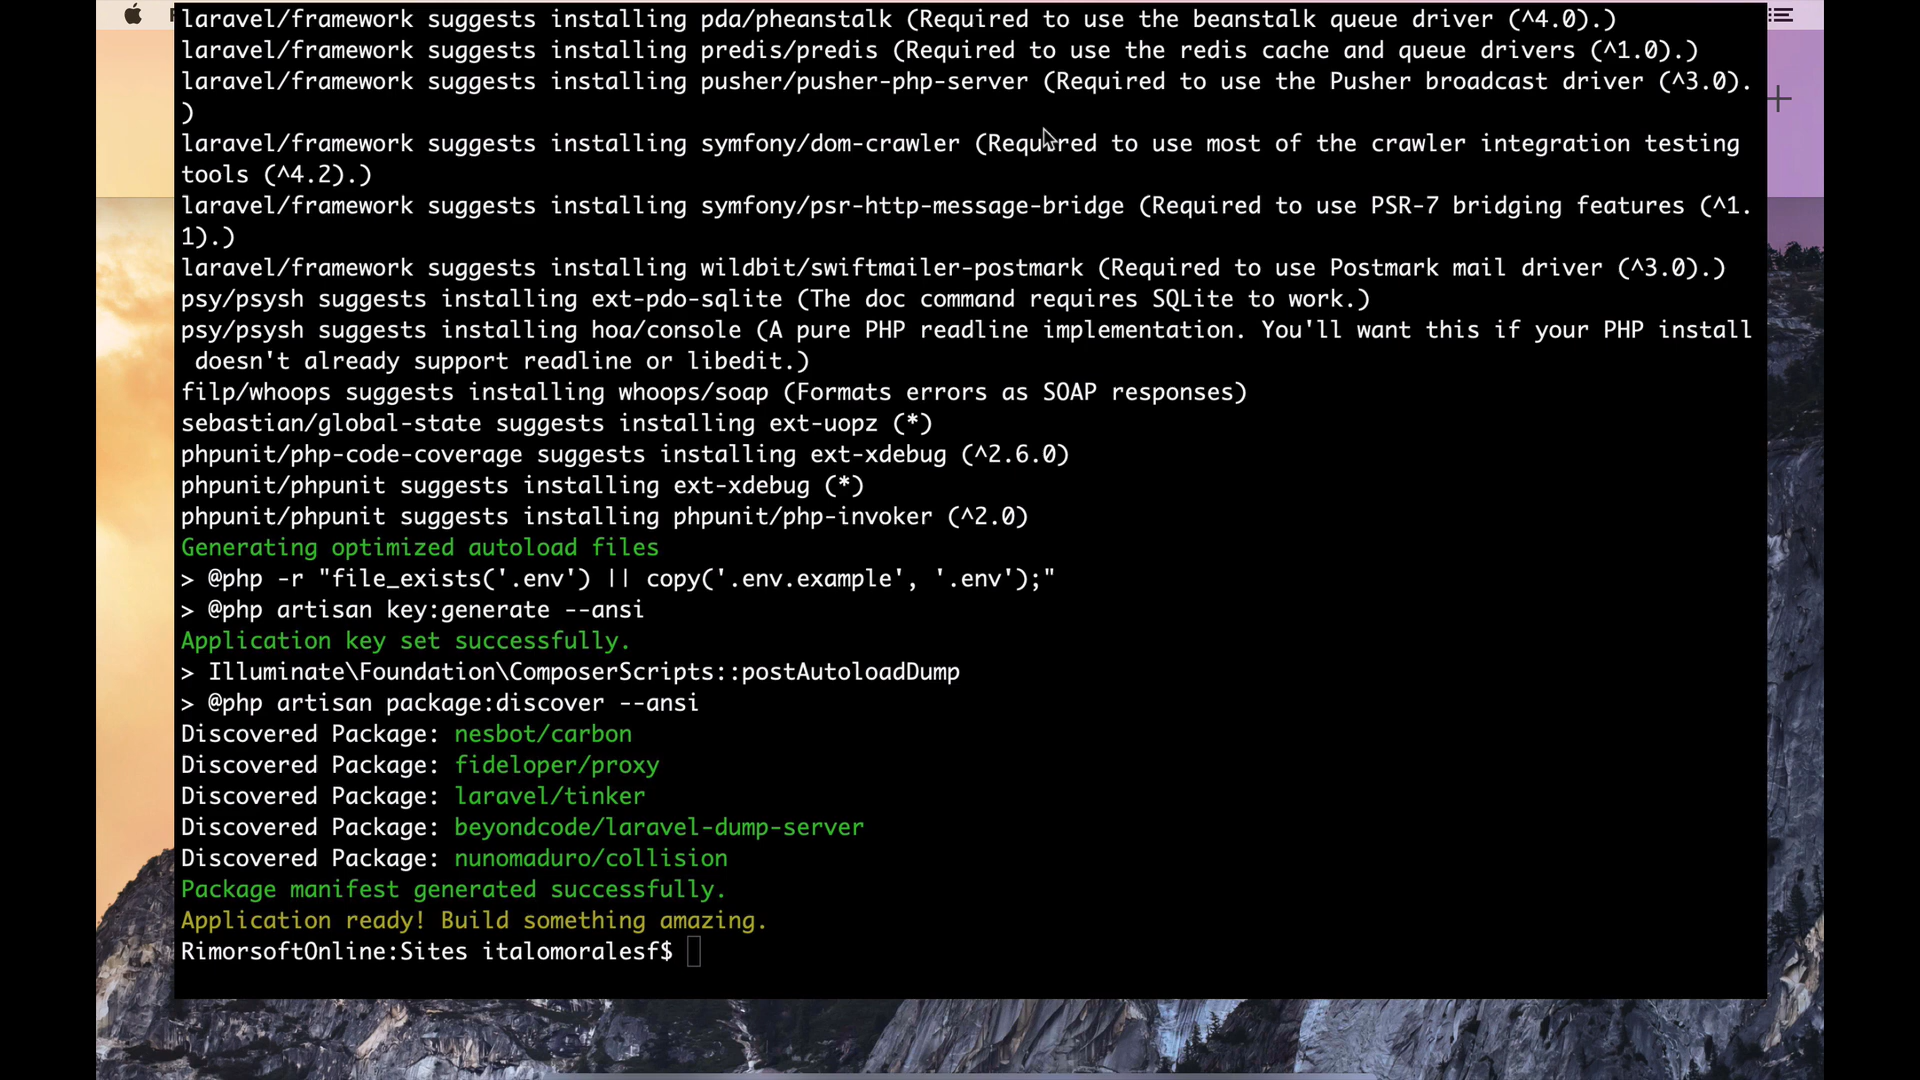 laravel/framework suggests installing pda/pheanstalk (Required to use the beanstalk queue driver (^4.0).)
laravel/framework suggests installing predis/predis (Required to use the redis cache and queue drivers (^1.0).)
laravel/framework suggests installing pusher/pusher-php-server (Required to use the Pusher broadcast driver (^3.0).
)
laravel/framework suggests installing symfony/dom-crawler (Required to use most of the crawler integration testing
tools (^4.2).)
laravel/framework suggests installing symfony/psr-http-message-bridge (Required to use PSR-7 bridging features (^1.
1).)
laravel/framework suggests installing wildbit/swiftmailer-postmark (Required to use Postmark mail driver (^3.0).)
psy/psysh suggests installing ext-pdo-sqlite (The doc command requires SQLite to work.)
psy/psysh suggests installing hoa/console (A pure PHP readline implementation. You'll want this if your PHP install
doesn't already support readline or libedit.)
filp/whoops suggests installing whoops/soap (Formats errors as SOAP responses)
sebastian/global-state suggests installing ext-uopz (*)
phpunit/php-code-coverage suggests installing ext-xdebug (^2.6.0)
phpunit/phpunit suggests installing ext-xdebug (*)
phpunit/phpunit suggests installing phpunit/php-invoker (^2.0)
Generating optimized autoload files
> @php -r "file_exists('.env') || copy('.env.example', '.env');"
> @php artisan key:generate --ansi
Application key set successfully.
> Illuminate\Foundation\ComposerScripts::postAutoloadDump
> @php artisan package:discover --ansi
Discovered Package: nesbot/carbon
Discovered Package: fideloper/proxy
Discovered Package: laravel/tinker
Discovered Package: beyondcode/laravel-dump-server
Discovered Package: nunomaduro/collision
Package manifest generated successfully.
Application ready! Build something amazing.
RimorsoftOnline:Sites italomoralesf$